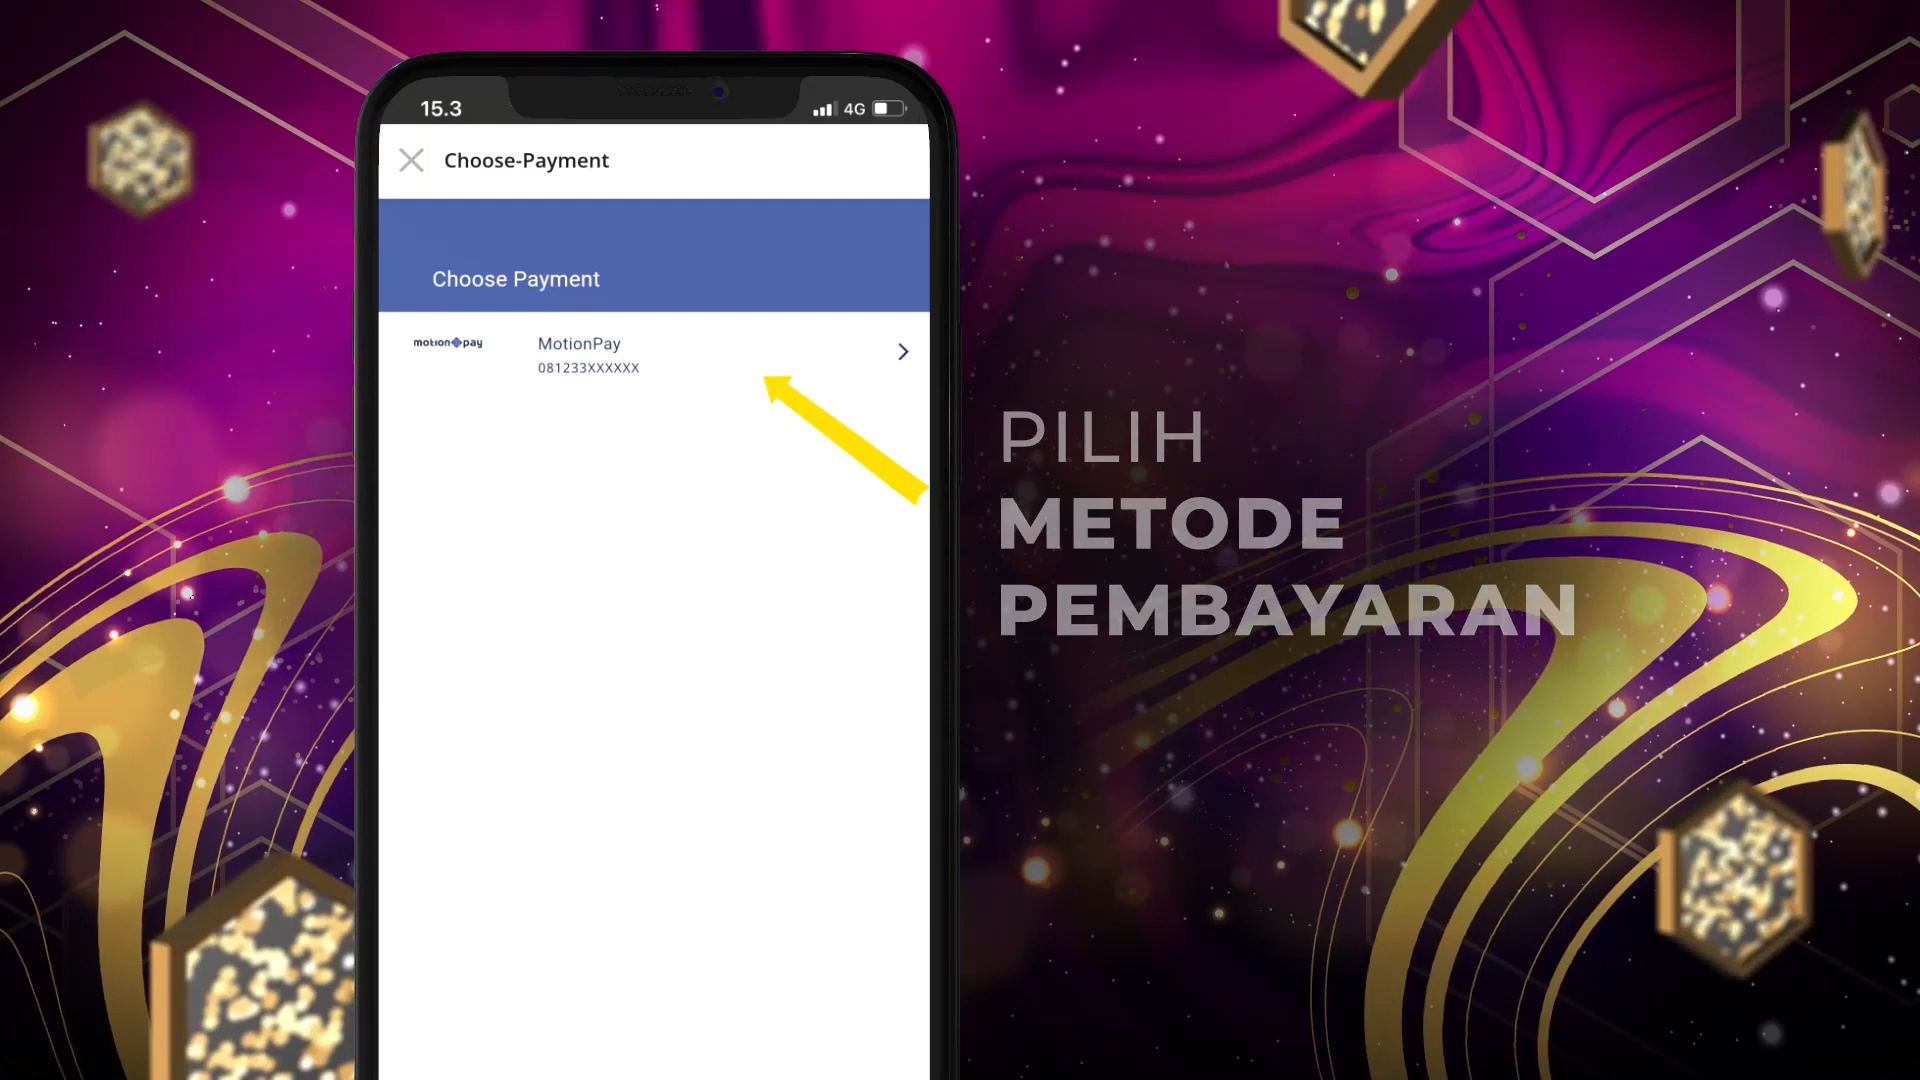 15.3
4G
Choose-Payment
Choose Payment
motion pay
MotionPay
081233XXXXXX
PILIH
METODE
PEMBAYARAN